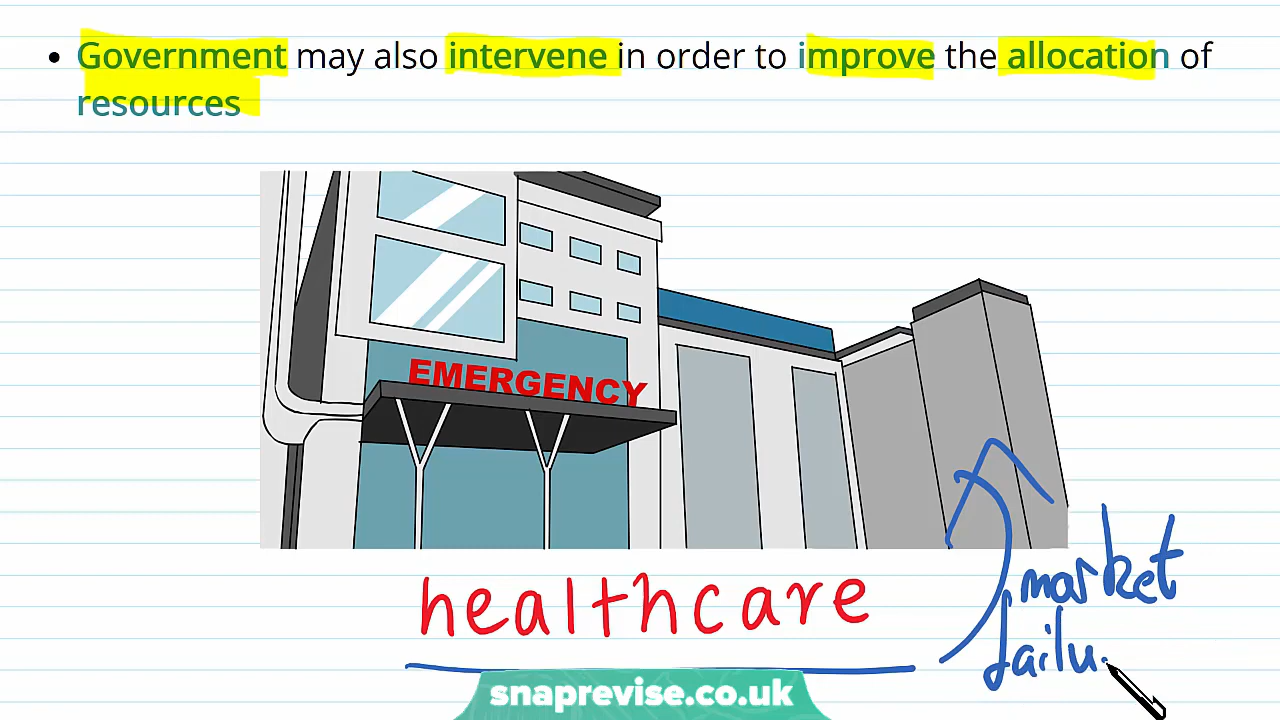 • Government may also intervene in order to improve the allocation of
resources
EMERGENCY
healthcare
market
failu
snaprevise.co.uk